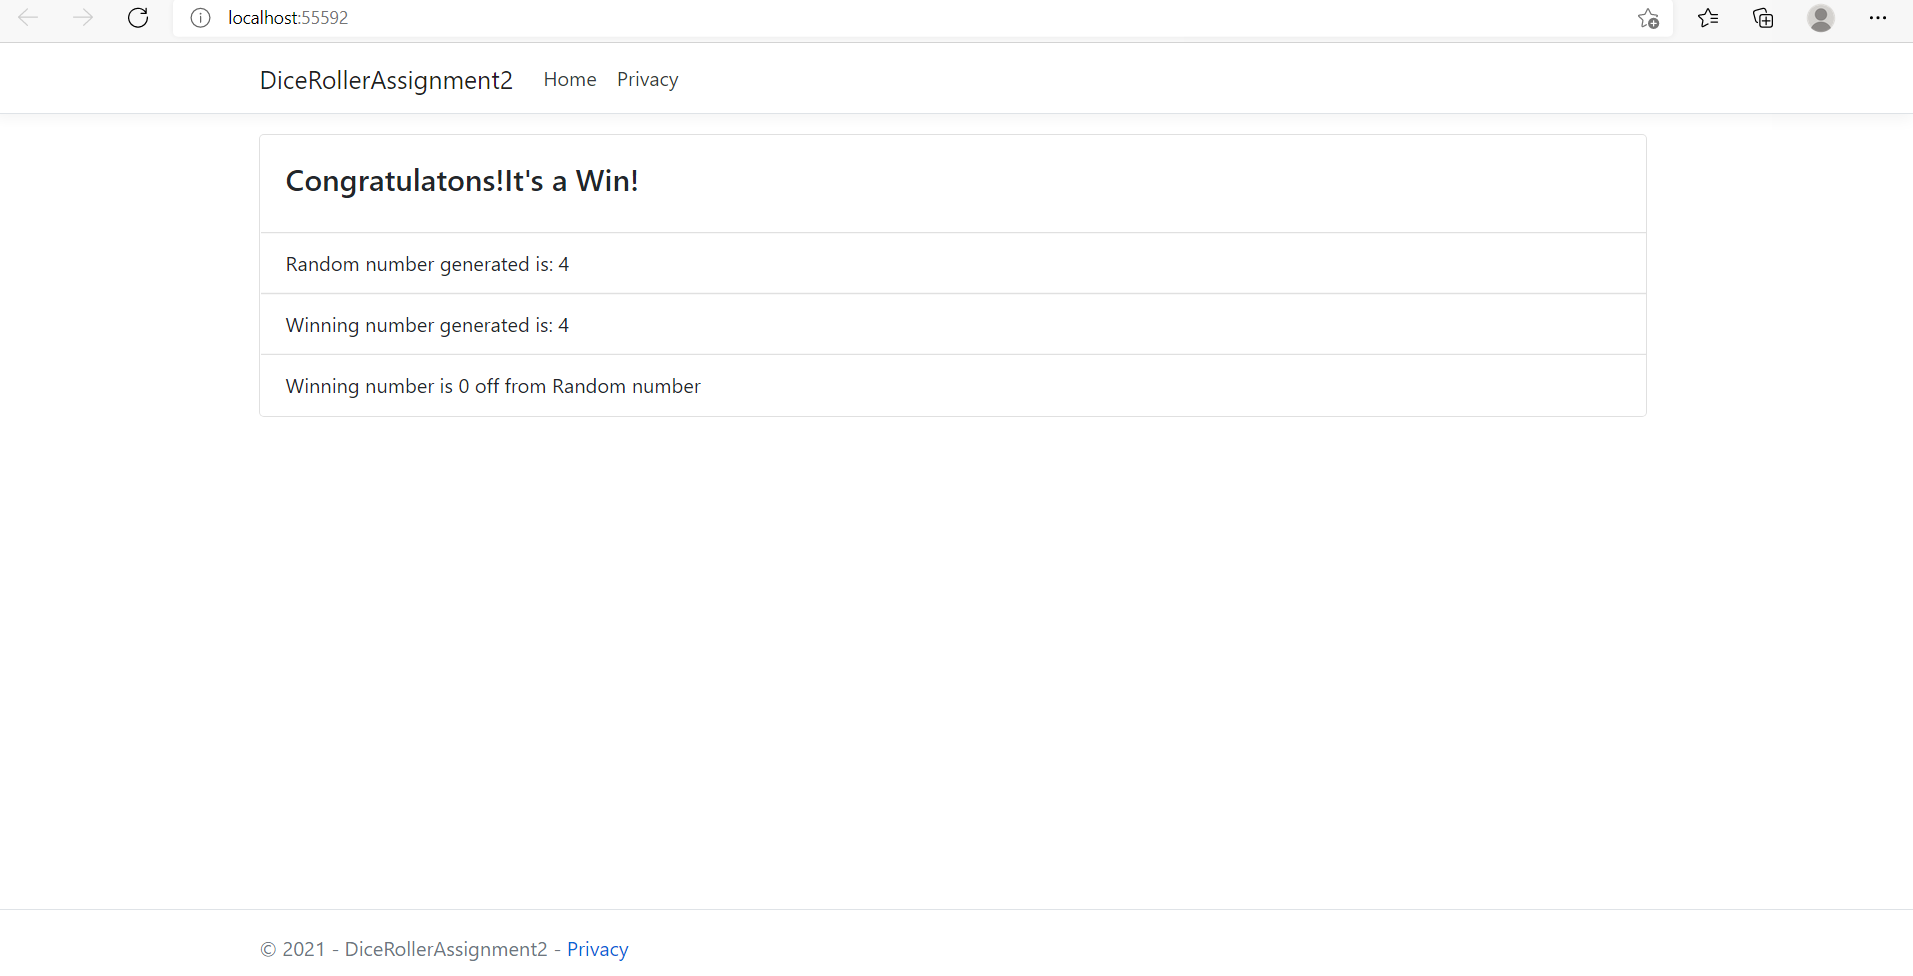 localhost:55592
DiceRollerAssignment2 Home Privacy
Congratulatons!It's a Win!
Random number generated is: 4
Winning number generated is: 4
Winning number is 0 off from Random number
© 2021 - DiceRollerAssignment2 - Privacy